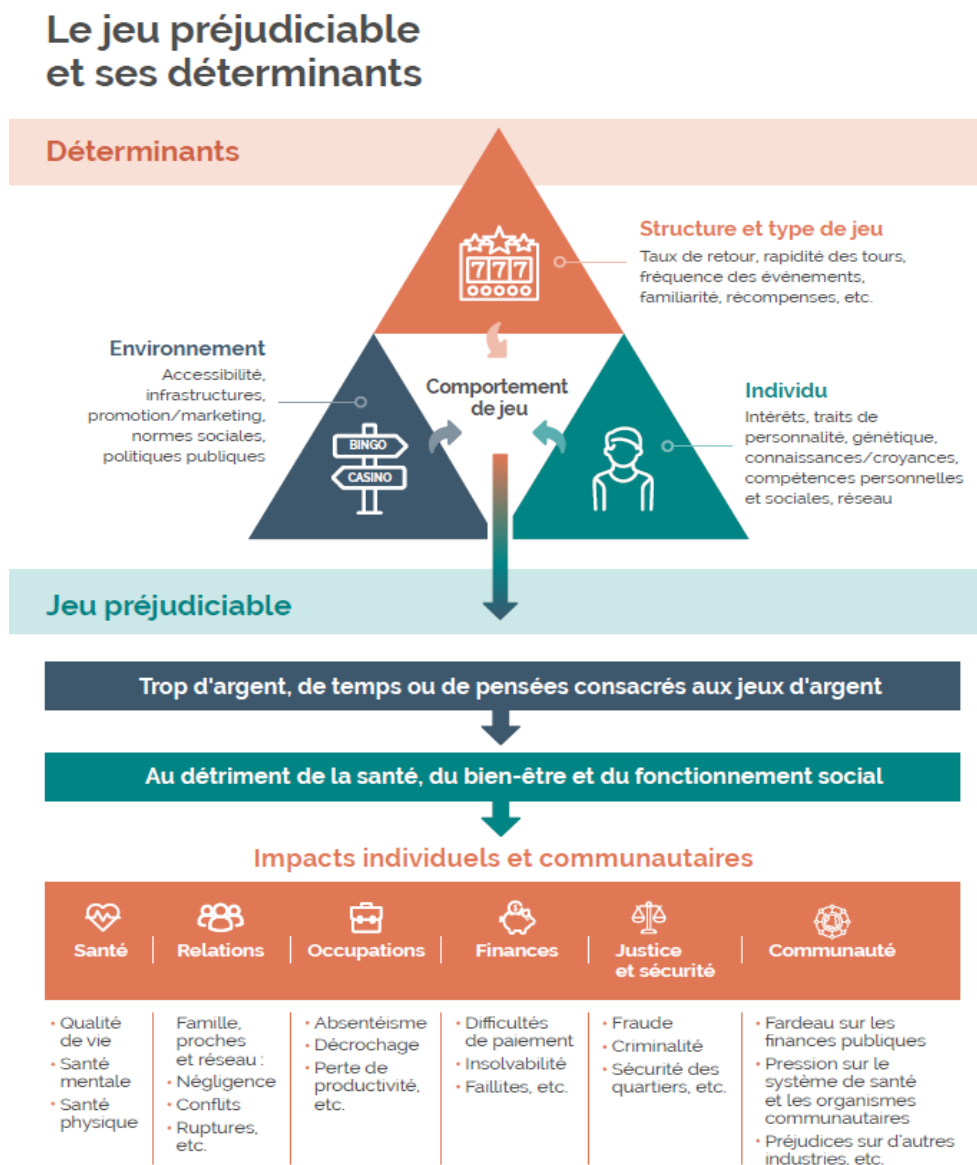 Le jeu préjudiciable
et ses déterminants
Déterminants
777
Structure et type de jeu
Taux de retour, rapidité des tours,
fréquence des événements,
familiarité, récompenses, etc.
Environnement
Accessibilité,
infrastructures,
promotion/marketing,
normes sociales,
politiques publiques
BINGO
CASINO
Comportement
de jeu
Individu
Intérêts, traits de
personnalité, génétique,
connaissances/croyances,
compétences personnelles
et sociales, réseau
Jeu préjudiciable
Trop d'argent, de temps ou de pensées consacrés aux jeux d'argent
Au détriment de la santé, du bien-être et du fonctionnement social
Impacts individuels et communautaires
Santé
• Qualité
de vie
• Santé
mentale
• Santé
physique
Relations
Famille,
proches
et réseau :
• Négligence
• Conflits
• Ruptures,
etc.
Occupations
• Absentéisme
• Décrochage
• Perte de
productivité,
etc.
$
Finances
• Difficultés
de paiement
• Insolvabilité
• Faillites, etc.
Justice
et sécurité
• Fraude
• Criminalité
• Sécurité des
quartiers, etc.
Communauté
• Fardeau sur les
finances publiques
• Pression sur le
système de santé
et les organismes
communautaires
• Préjudices sur d'autres
industries, etc.